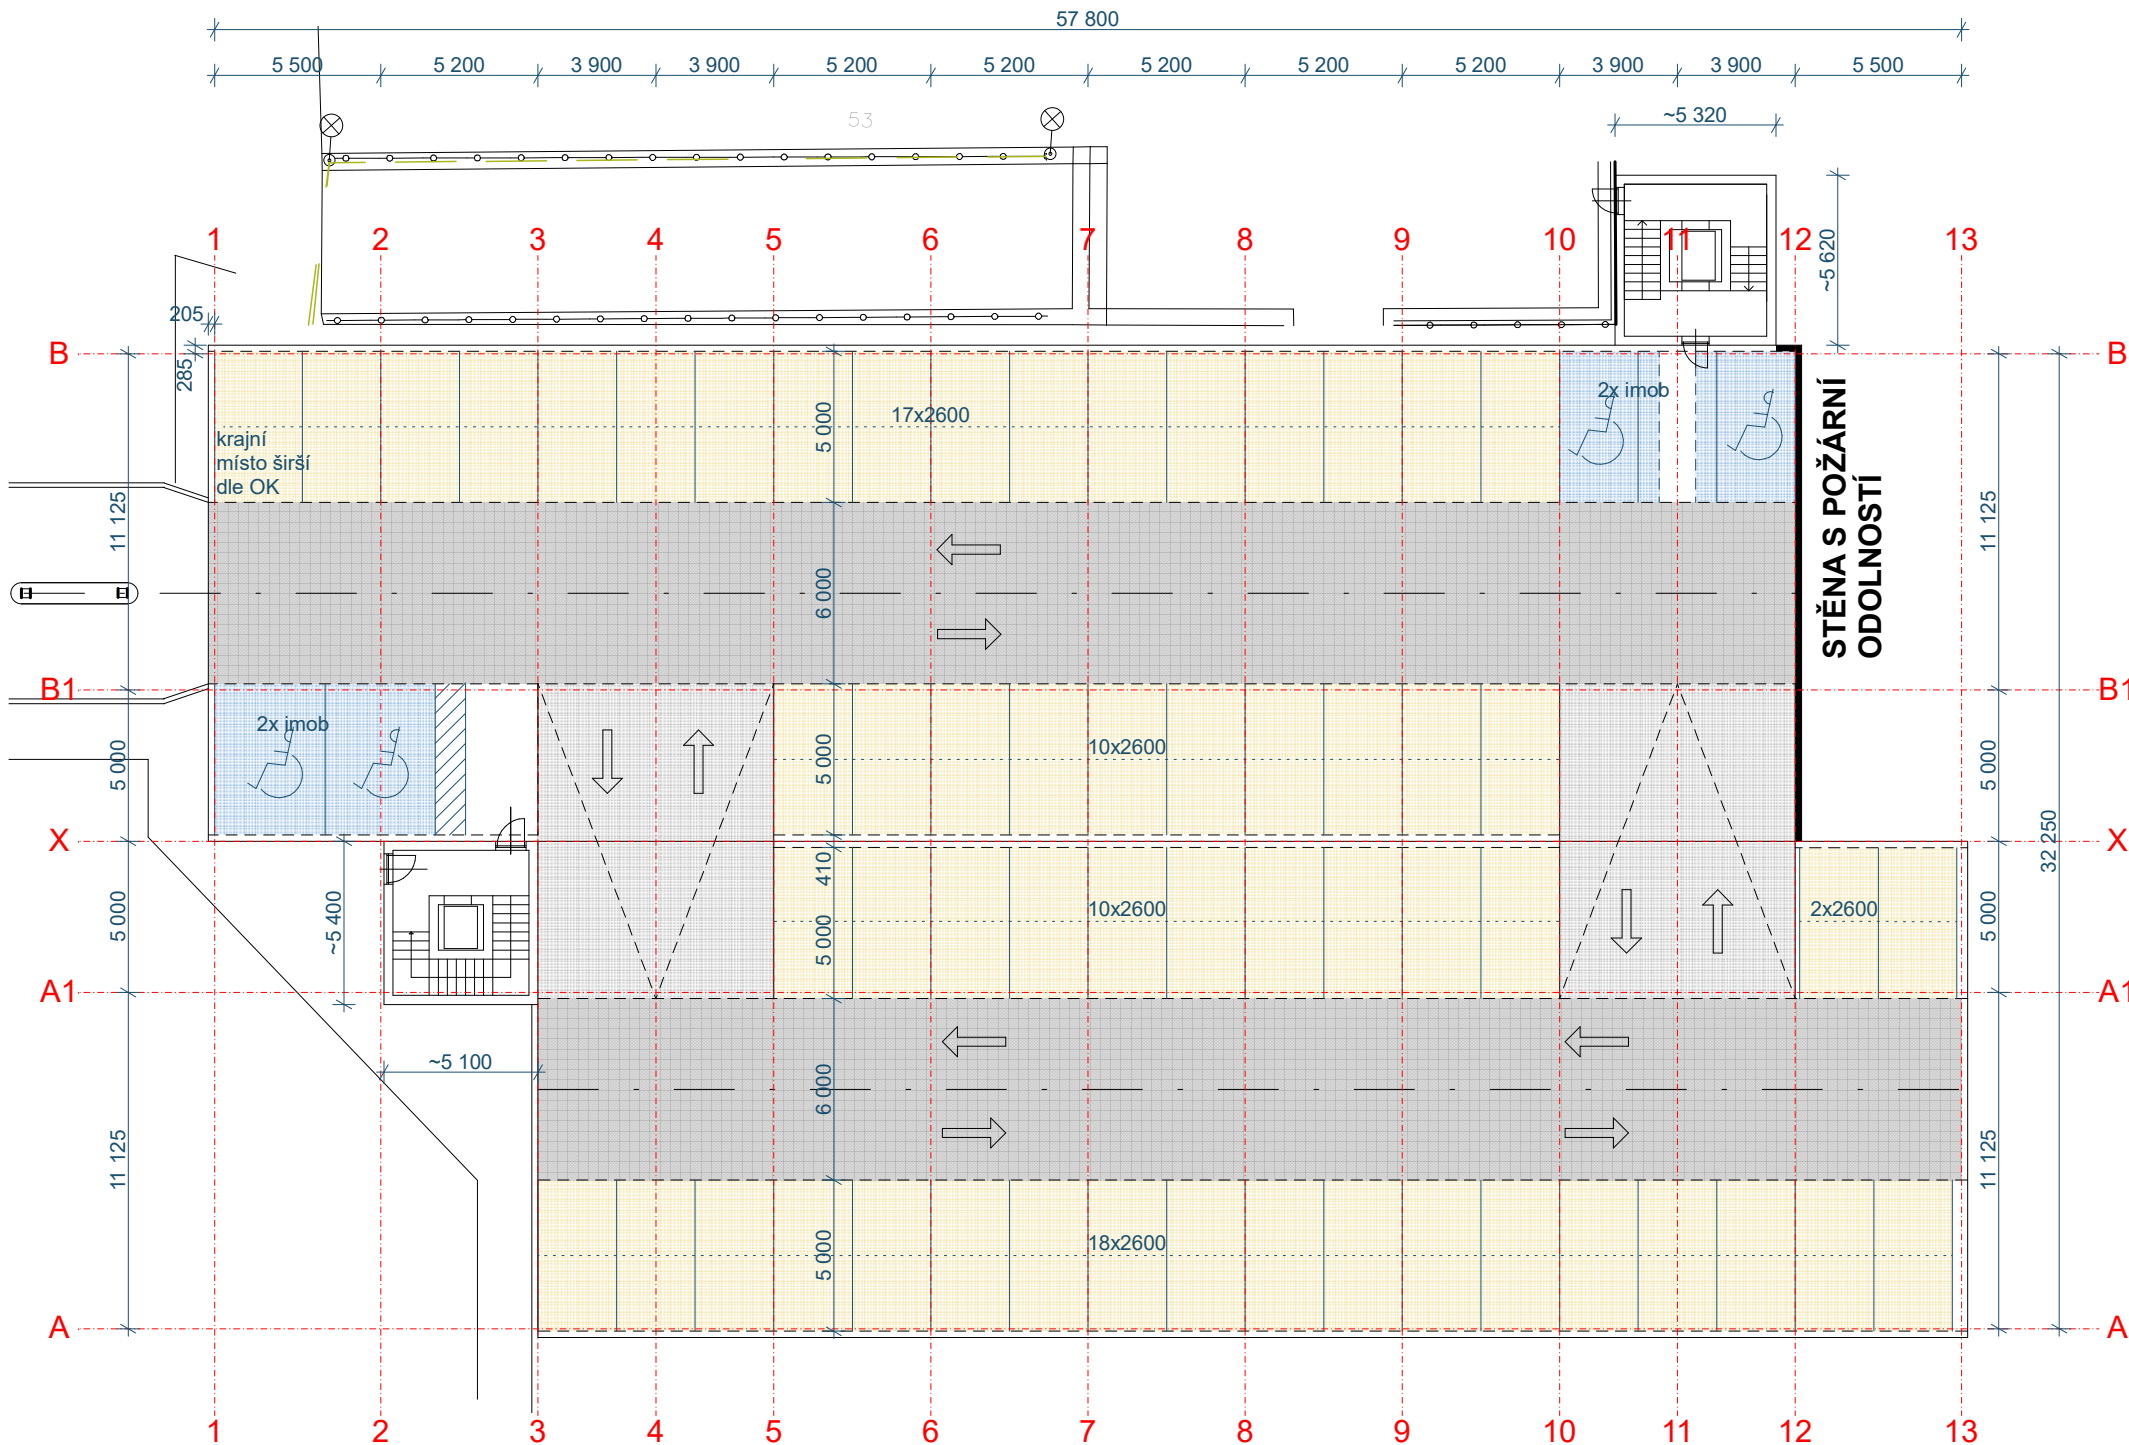 57 800
5 500 5 200 3 900 3 900 5 200 5 200 5 200 5 200 5 200 3 900 3 900 5 500
~5 320
53
~5 620
1 2 3 4 5 6 7 8 9 10 11 12 13
205
285
B B
krajní
místo širší
dle OK
17x2600
5 000
2x imob
STĚNA S POŽÁRNÍ
ODOLNOSTÍ
11 125
11 125
6 000
B1 B1
2x imob
10x2600
5 000
5 000
5 000
X X
410
32 250
~5 400
5 000
5 000
10x2600
2x2600
5 000
A1 A1
~5 100
6 000
11 125
11 125
18x2600
5 000
A A
1 2 3 4 5 6 7 8 9 10 11 12 13